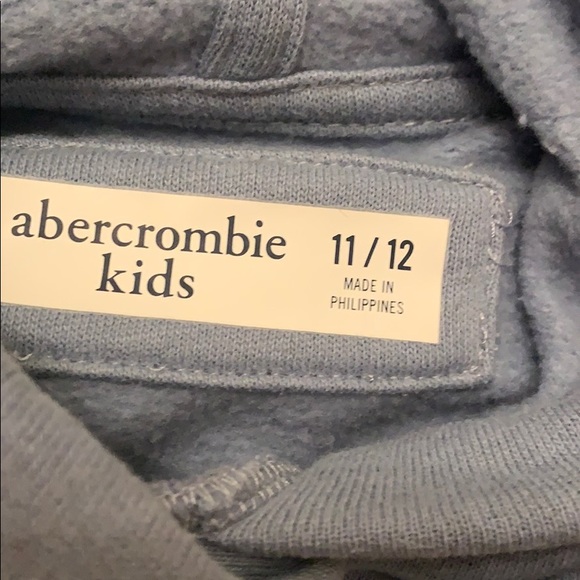 abercrombie
kids
11 / 12
MADE IN
PHILIPPINES